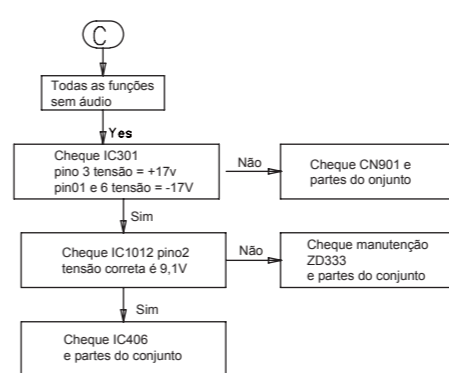 C
Todas as funções
sem áudio
Yes
Cheque IC301
pino 3 tensão = +17v
pin01 e 6 tensão = -17V
Não
Cheque CN901 e
partes do onjunto
Sim
Cheque IC1012 pino2
tensão correta é 9,1V
Não
Cheque manutenção
ZD333
e partes do conjunto
Sim
Cheque IC406
e partes do conjunto